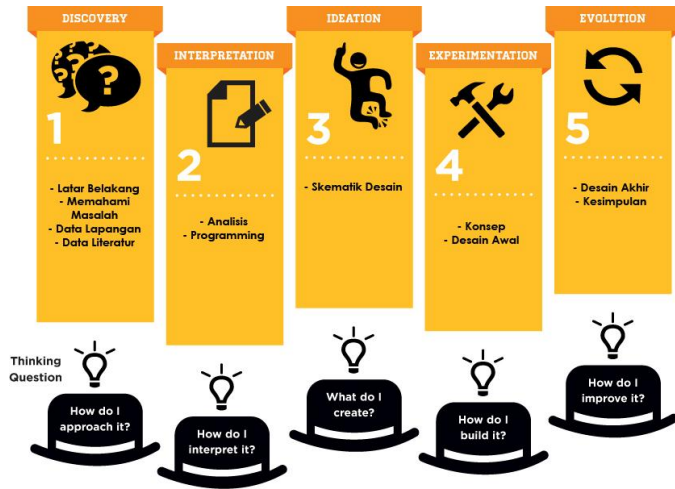 DISCOVERY
1
- Latar Belakang
- Memahami
Masalah
- Data Lapangan
- Data Literatur
INTERPRETATION
2
- Analisis
- Programming
IDEATION
3
- Skematik Desain
EXPERIMENTATION
4
- Konsep
- Desain Awal
EVOLUTION
5
- Desain Akhir
- Kesimpulan
Thinking
Question
How do I
approach it?
How do I
interpret it?
What do I
create?
How do I
build it?
How do I
improve it?